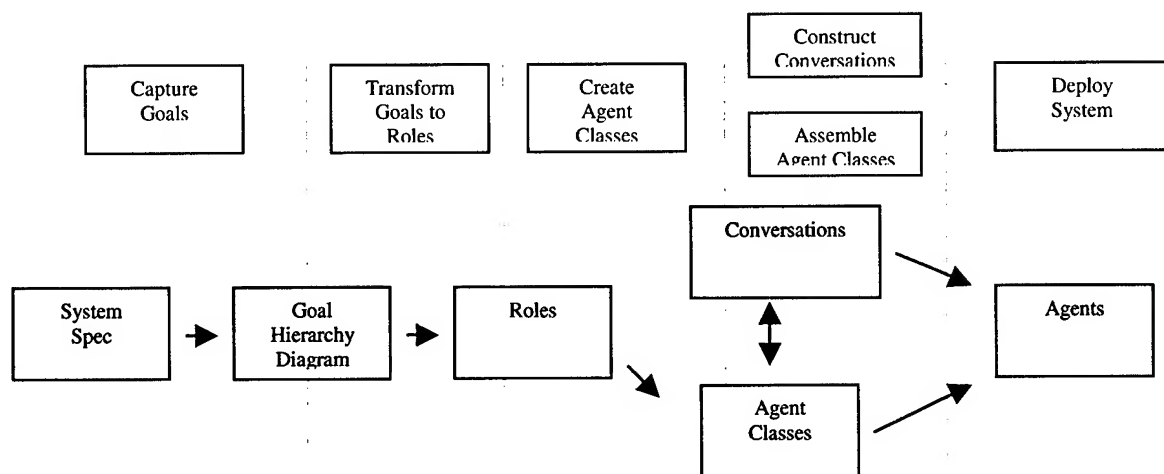 Construct
Conversations
Capture
Goals
Transform
Goals to
Roles
Create
Agent
Classes
Deploy
System
Assemble
Agent Classes
Conversations
System
Spec
Goal
Hierarchy
Diagram
Roles
Agents
Agent
Classes